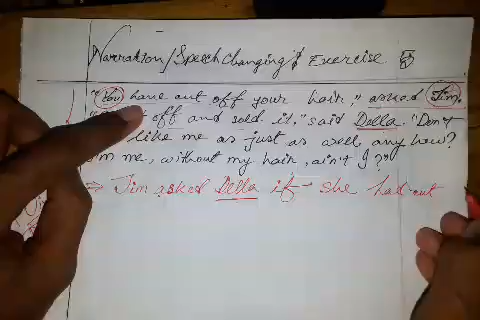 Narration/Speech Changing's Exercise
"You have cut off your hair," asked Jim.
off and sold it," said Della. "Don't
like me as just as well, any how?
me, without my hair, ain't I?"
⇒ Jim asked Della if she had cut